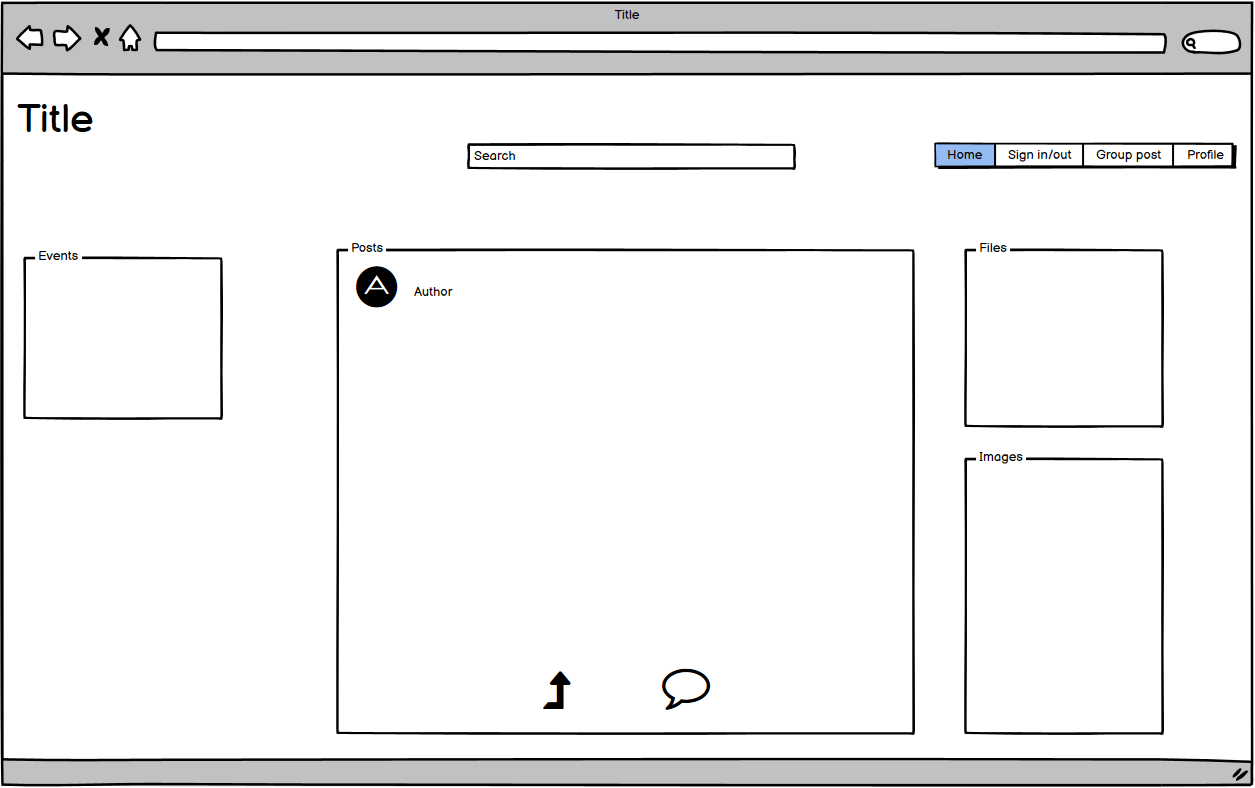 Title
Title
Search
Home Sign in/out Group post Profile
Events
Posts
A
Author
Files
Images